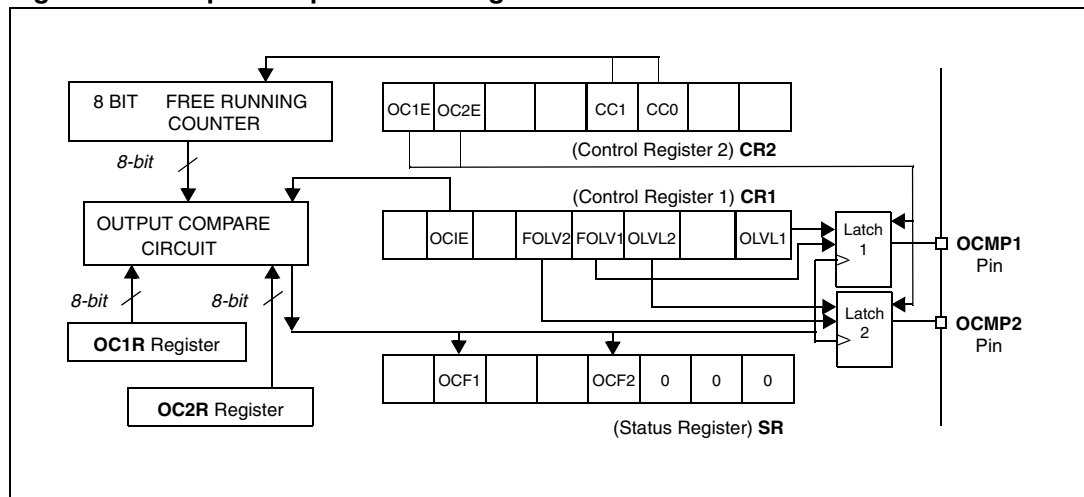 8 BIT FREE RUNNING
COUNTER
8-bit
OC1E OC2E CC1 CC0
(Control Register 2) CR2
OUTPUT COMPARE
CIRCUIT
(Control Register 1) CR1
OCIE FOLV2 FOLV1 OLVL2 OLVL1
Latch
1
OCMP1
Pin
8-bit 8-bit
OC1R Register
Latch
2
OCMP2
Pin
OCF1 OCF2 0 0 0
OC2R Register
(Status Register) SR